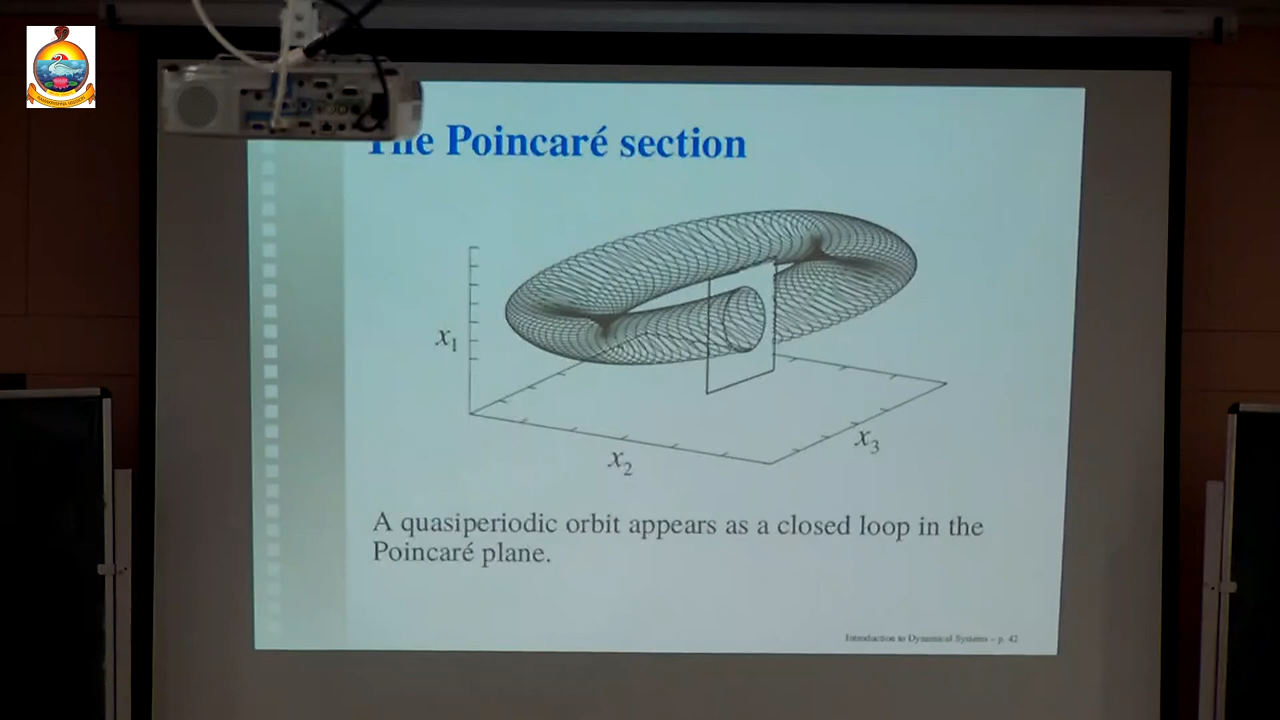 The Poincaré section
x1
x2
x3
A quasiperiodic orbit appears as a closed loop in the
Poincaré plane.
Introduction to Dynamical Systems – p. 42